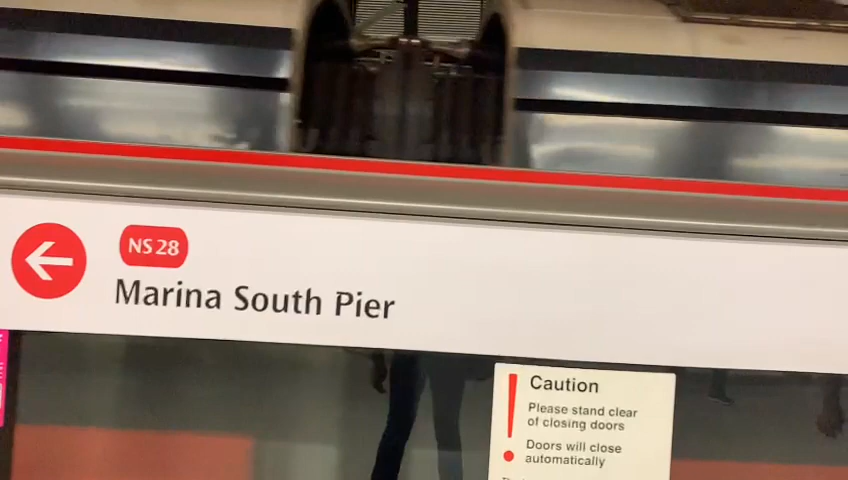 NS 28
Marina South Pier
Caution
Please stand clear
of closing doors
Doors will close
automatically